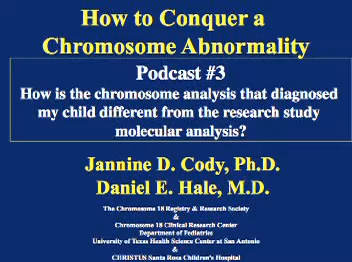 How to Conquer a
Chromosome Abnormality
Podcast #3
How is the chromosome analysis that diagnosed
my child different from the research study
molecular analysis?
Jannine D. Cody, Ph.D.
Daniel E. Hale, M.D.
The Chromosome 18 Registry & Research Society
&
Chromosome 18 Clinical Research Center
Department of Pediatrics
University of Texas Health Science Center at San Antonio
&
CHRISTUS Santa Rosa Children's Hospital